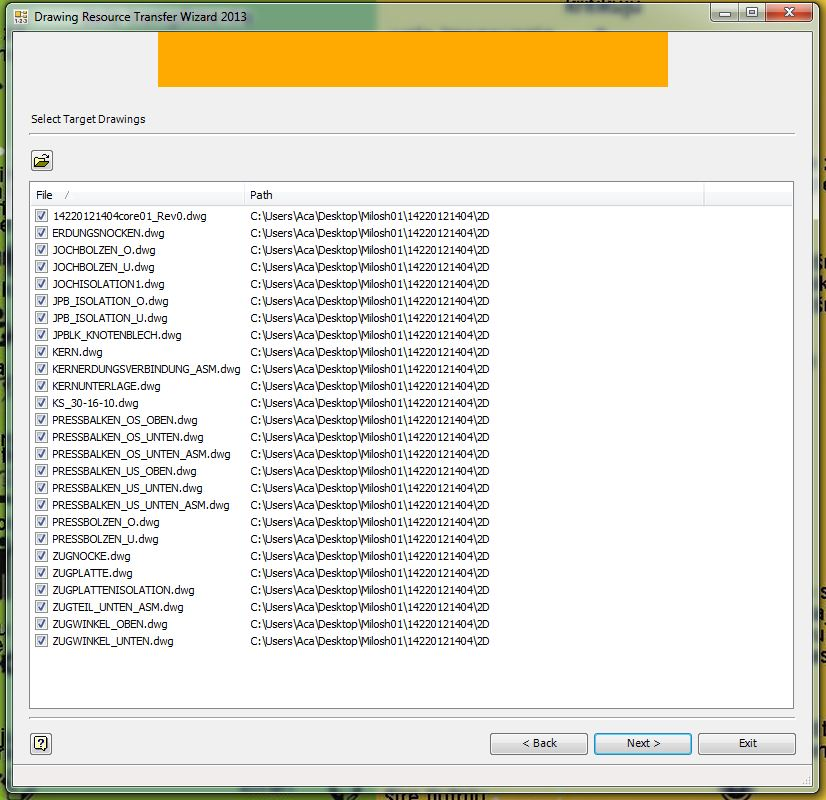 Drawing Resource Transfer Wizard 2013
Select Target Drawings
File / Path
14220121404core01_Rev0.dwg C:\Users\Aca\Desktop\Milosh01\14220121404\2D
ERDUNGSNOCKEN.dwg C:\Users\Aca\Desktop\Milosh01\14220121404\2D
JOCHBOLZEN_O.dwg C:\Users\Aca\Desktop\Milosh01\14220121404\2D
JOCHBOLZEN_U.dwg C:\Users\Aca\Desktop\Milosh01\14220121404\2D
JOCHISOLATION1.dwg C:\Users\Aca\Desktop\Milosh01\14220121404\2D
JPB_ISOLATION_O.dwg C:\Users\Aca\Desktop\Milosh01\14220121404\2D
JPB_ISOLATION_U.dwg C:\Users\Aca\Desktop\Milosh01\14220121404\2D
JPBLK_KNOTENBLECH.dwg C:\Users\Aca\Desktop\Milosh01\14220121404\2D
KERN.dwg C:\Users\Aca\Desktop\Milosh01\14220121404\2D
KERNERDUNGSVERBINDUNG_ASM.dwg C:\Users\Aca\Desktop\Milosh01\14220121404\2D
KERNUNTERLAGE.dwg C:\Users\Aca\Desktop\Milosh01\14220121404\2D
KS_30-16-10.dwg C:\Users\Aca\Desktop\Milosh01\14220121404\2D
PRESSBALKEN_OS_OBEN.dwg C:\Users\Aca\Desktop\Milosh01\14220121404\2D
PRESSBALKEN_OS_UNTEN.dwg C:\Users\Aca\Desktop\Milosh01\14220121404\2D
PRESSBALKEN_OS_UNTEN_ASM.dwg C:\Users\Aca\Desktop\Milosh01\14220121404\2D
PRESSBALKEN_US_OBEN.dwg C:\Users\Aca\Desktop\Milosh01\14220121404\2D
PRESSBALKEN_US_UNTEN.dwg C:\Users\Aca\Desktop\Milosh01\14220121404\2D
PRESSBALKEN_US_UNTEN_ASM.dwg C:\Users\Aca\Desktop\Milosh01\14220121404\2D
PRESSBOLZEN_O.dwg C:\Users\Aca\Desktop\Milosh01\14220121404\2D
PRESSBOLZEN_U.dwg C:\Users\Aca\Desktop\Milosh01\14220121404\2D
ZUGNOCKE.dwg C:\Users\Aca\Desktop\Milosh01\14220121404\2D
ZUGPLATTE.dwg C:\Users\Aca\Desktop\Milosh01\14220121404\2D
ZUGPLATTENISOLATION.dwg C:\Users\Aca\Desktop\Milosh01\14220121404\2D
ZUGTEIL_UNTEN_ASM.dwg C:\Users\Aca\Desktop\Milosh01\14220121404\2D
ZUGWINKEL_OBEN.dwg C:\Users\Aca\Desktop\Milosh01\14220121404\2D
ZUGWINKEL_UNTEN.dwg C:\Users\Aca\Desktop\Milosh01\14220121404\2D
< Back Next > Exit